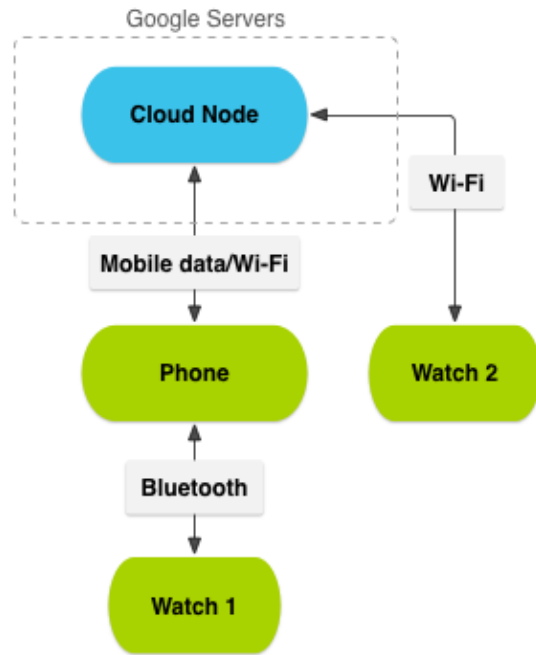 Google Servers
Cloud Node
Wi-Fi
Mobile data/Wi-Fi
Phone
Watch 2
Bluetooth
Watch 1